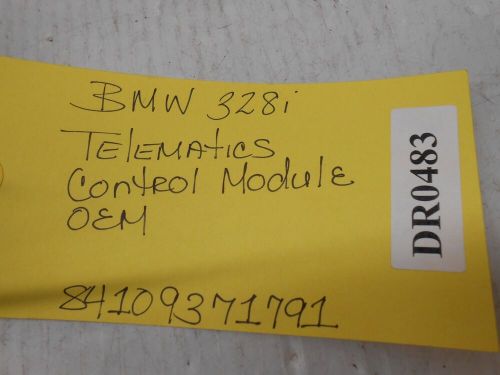 BMW 328i
Telematics
Control Module
OEM
84109371791
DR0483